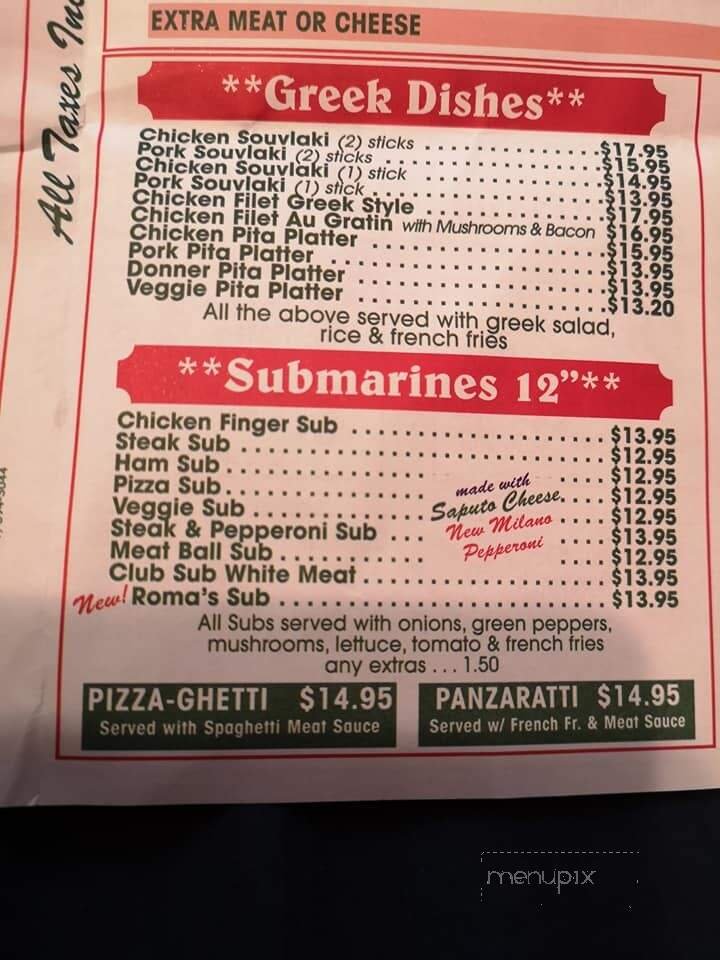 EXTRA MEAT OR CHEESE
All Taxes
**Greek Dishes**
Chicken Souvlaki (2) sticks ............... $17.95
Pork Souvlaki (2) sticks ............... $15.95
Chicken Souvlaki (1) stick ............... $14.95
Pork Souvlaki (1) stick ............... $13.95
Chicken Filet Greek Style ............... $17.95
Chicken Filet Au Gratin with Mushrooms & Bacon $16.95
Chicken Pita Platter ............... $15.95
Pork Pita Platter ............... $13.95
Donner Pita Platter ............... $13.95
Veggie Pita Platter ............... $13.20
All the above served with greek salad,
rice & french fries
**Submarines 12”**
Chicken Finger Sub ............... $13.95
Steak Sub ............... $12.95
Ham Sub ............... $12.95
Pizza Sub ............... $12.95
Veggie Sub ............... $12.95
Steak & Pepperoni Sub ... $13.95
Meat Ball Sub ............... $12.95
Club Sub White Meat ............... $13.95
New! Roma's Sub ............... $13.95
made with
Saputo Cheese
New Milano
Pepperoni
All Subs served with onions, green peppers,
mushrooms, lettuce, tomato & french fries
any extras ... 1.50
PIZZA-GHETTI $14.95
Served with Spaghetti Meat Sauce
PANZARATTI $14.95
Served w/ French Fr. & Meat Sauce
menupix